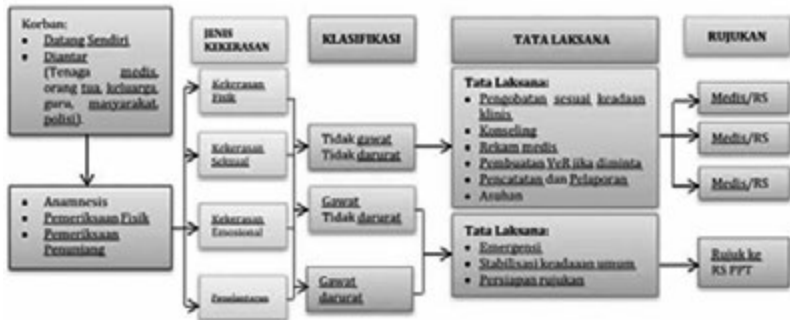 Korban:
Datang Sendiri
Diantar
(Tenaga medis,
orang tua, keluarga,
guru, masyarakat,
polisi).
Anamnesis
Pemeriksaan Fisik
Pemeriksaan
Penunjang
JENIS
KEKERASAN
Kekerasan
Fisik
Kekerasan
Seksual
Kekerasan
Emosional
Penelantaran
KLASIFIKASI
Tidak gawat
Tidak darurat
Gawat
Tidak darurat
Gawat
darurat
TATA LAKSANA
Tata Laksana:
Pengobatan sesuai keadaan
klinis
Konseling
Rekam medis
Pembuatan VeR jika diminta
Pencatatan dan Pelaporan
Asuhan
Tata Laksana:
Emergensi
Stabilisasi keadaaan umum
Persiapan rujukan
RUJUKAN
Medis/RS
Medis/RS
Medis/RS
Rujuk ke
RS PPT